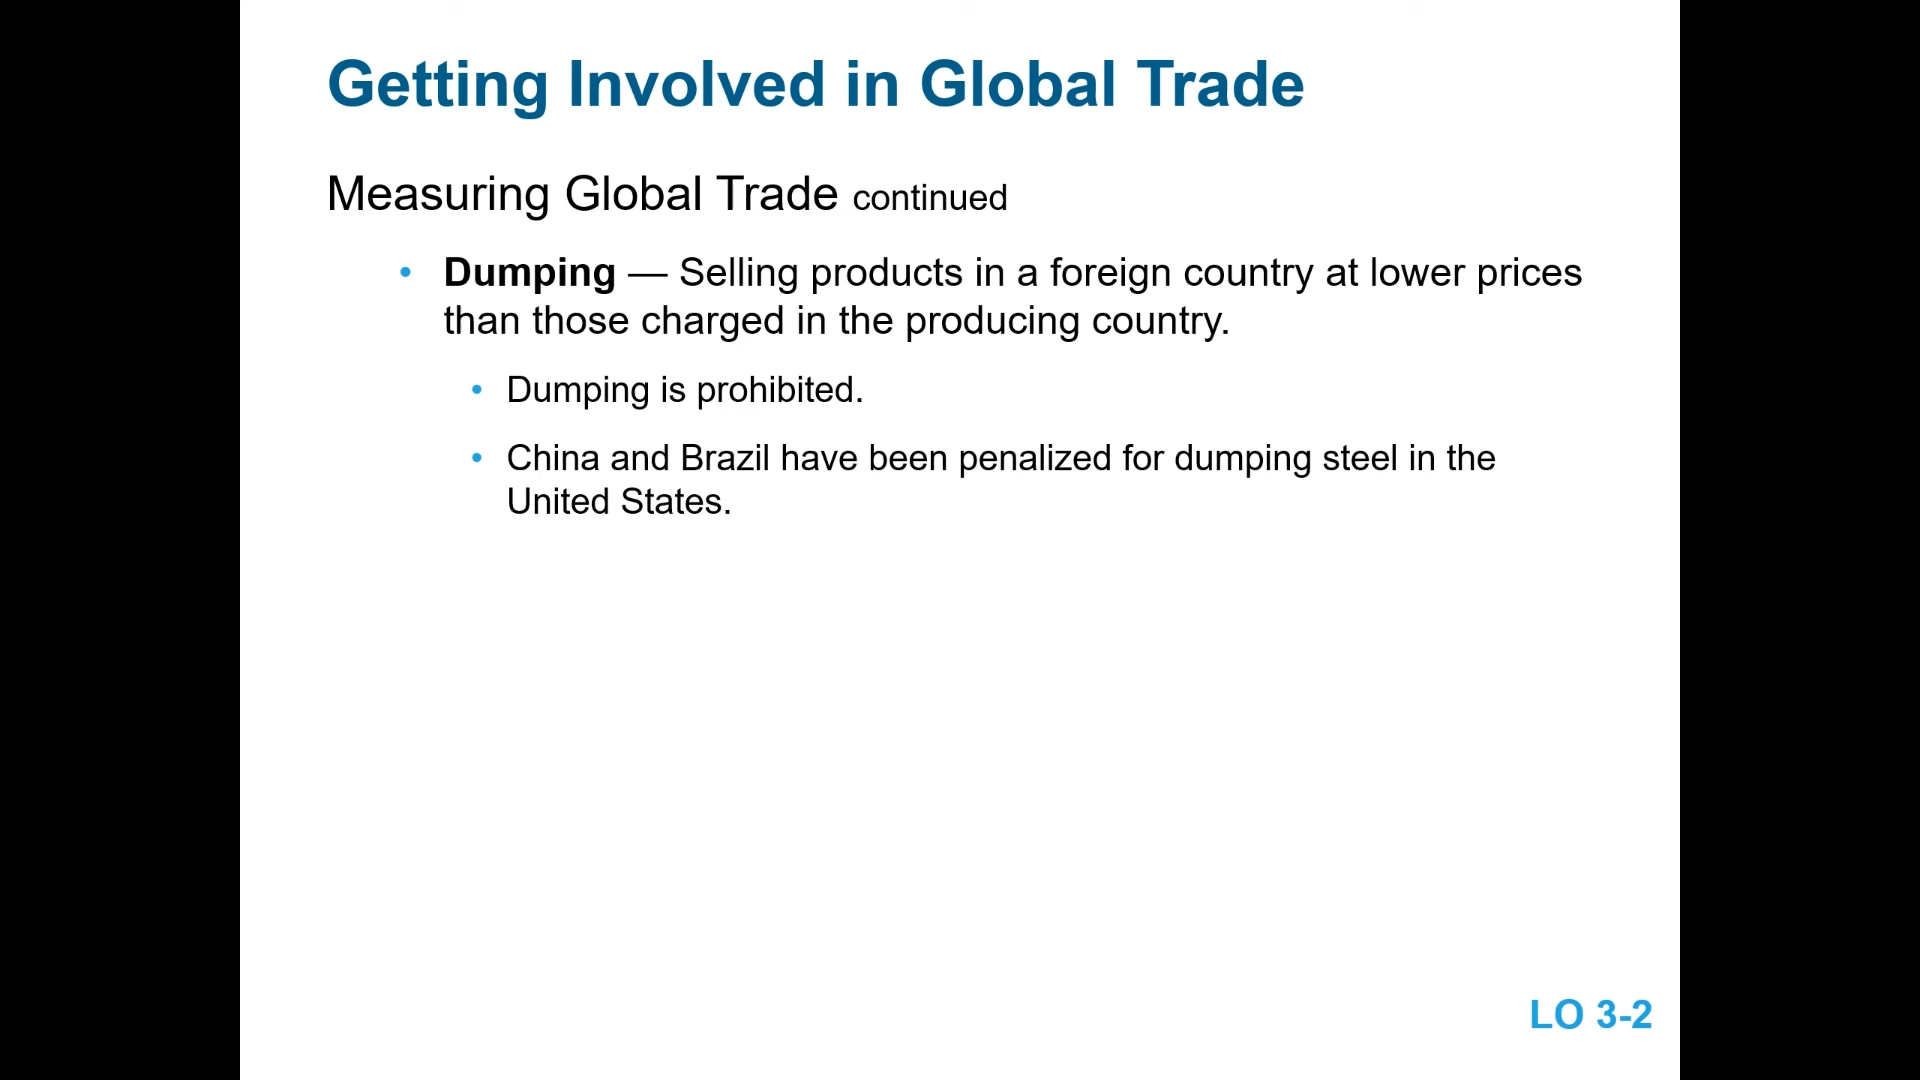 Getting Involved in Global Trade
Measuring Global Trade continued
• Dumping — Selling products in a foreign country at lower prices
than those charged in the producing country.
• Dumping is prohibited.
• China and Brazil have been penalized for dumping steel in the
United States.
LO 3-2